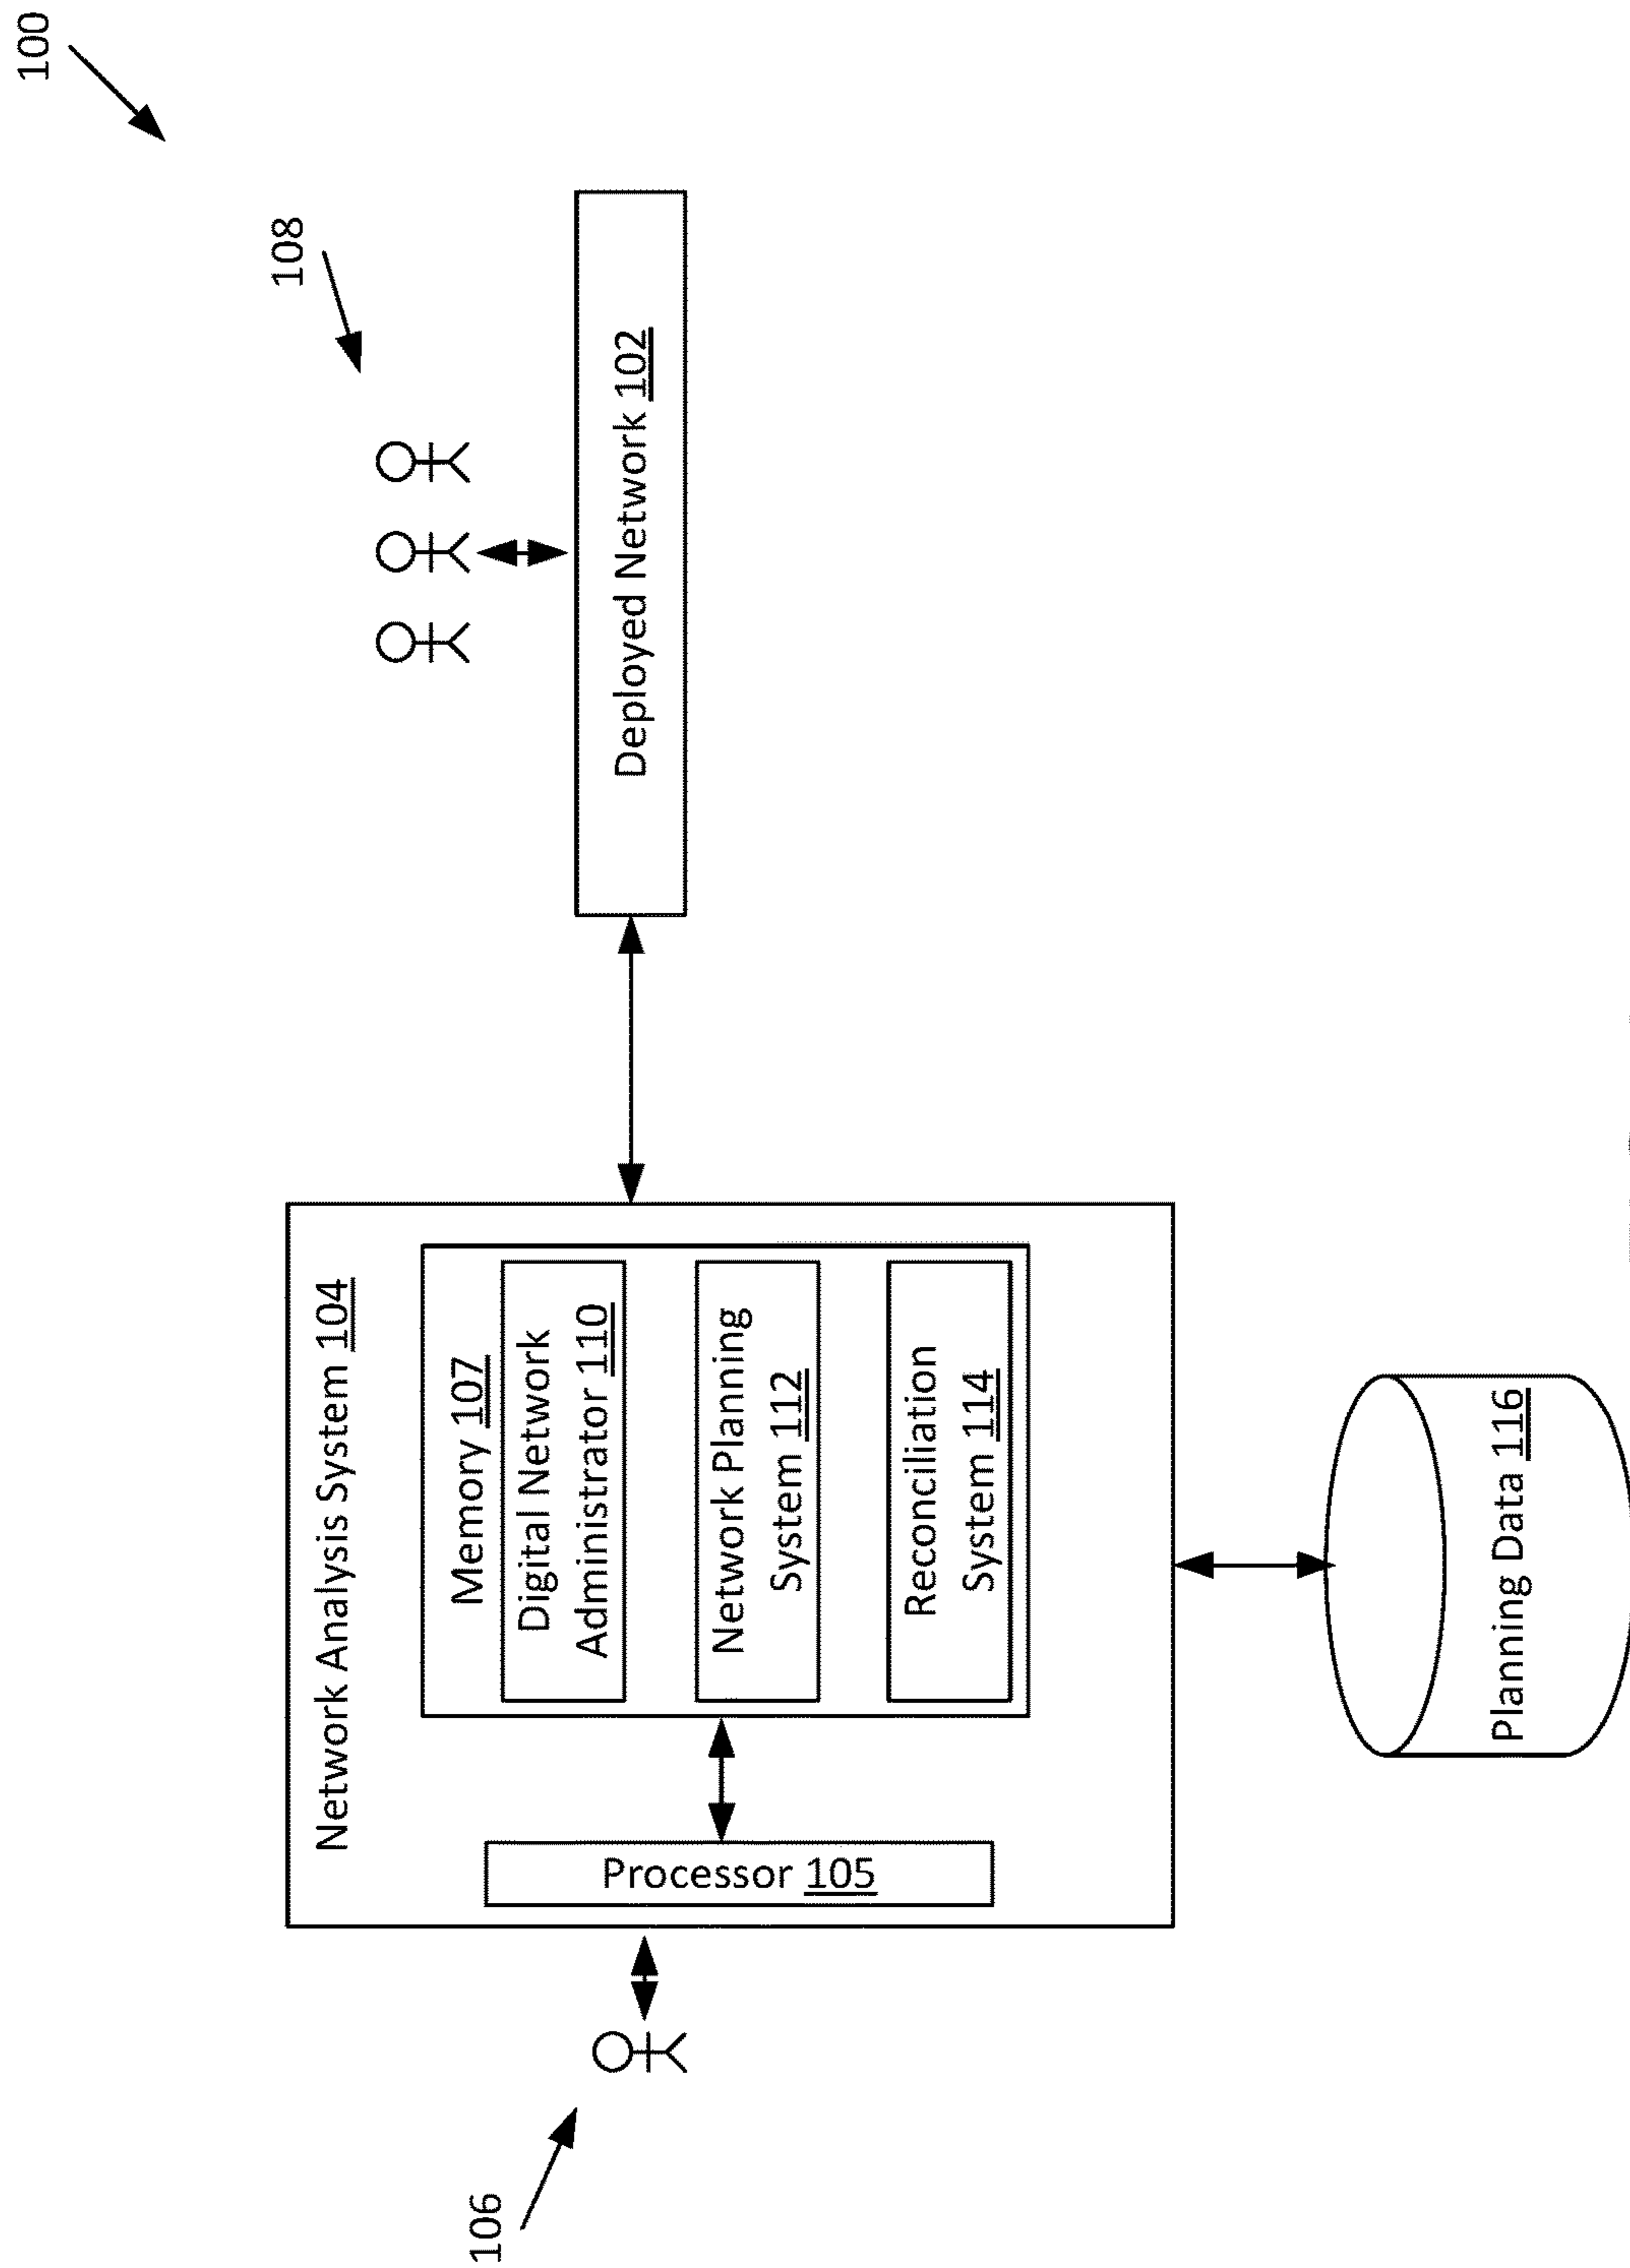 100
108
Deployed Network 102
Network Analysis System 104
Memory 107
Digital Network
Administrator 110
Network Planning
System 112
Reconciliation
System 114
Processor 105
106
Planning Data 116